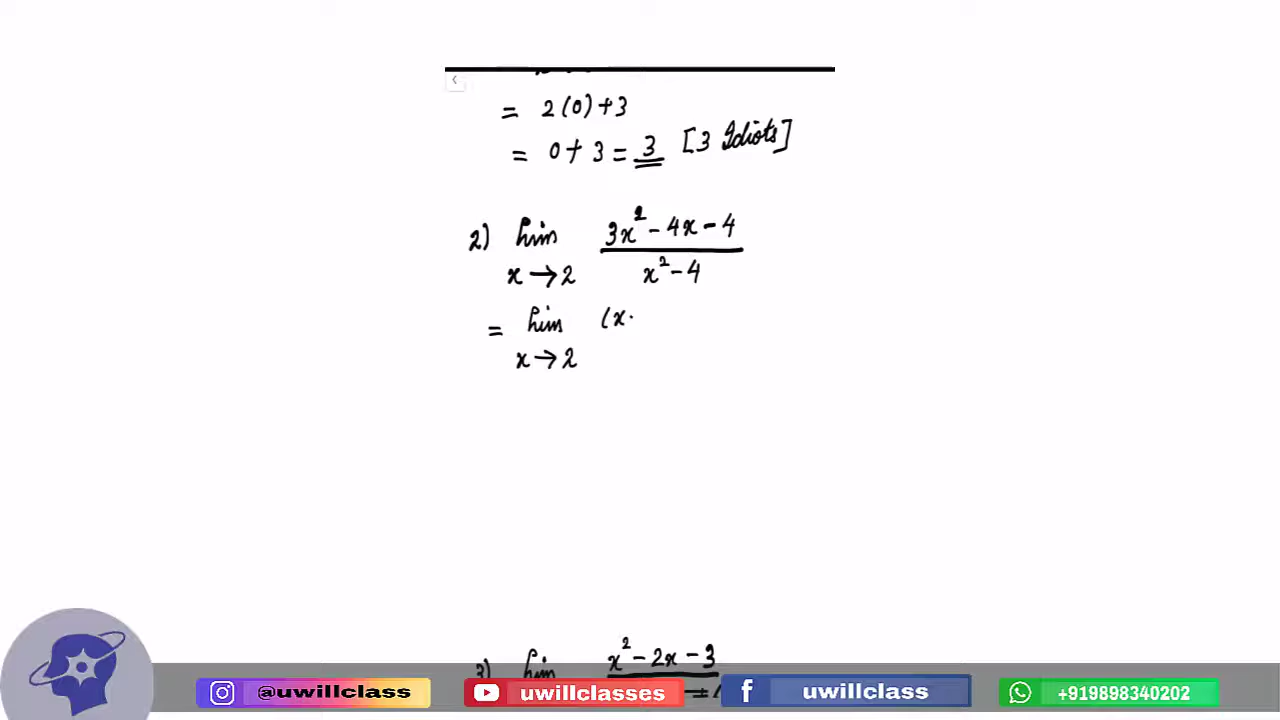 = 2(0)+3
= 0+3 = 3 [3 Idiots]
2) lim x→2 (3x² - 4x - 4)/(x² - 4)
= lim x→2 (x.
3) lim x² - 2x - 3
@uwillclass
uwillclasses
uwillclass
+919898340202